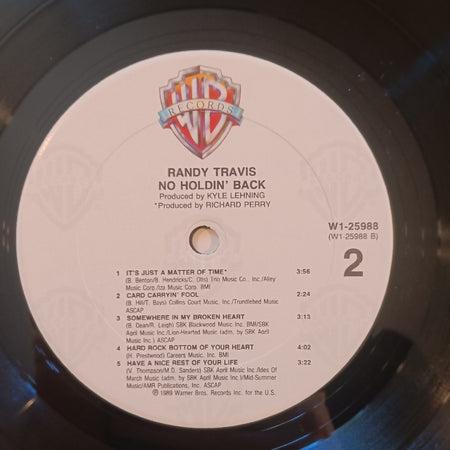 WB
RECORDS
RANDY TRAVIS
NO HOLDIN' BACK
Produced by KYLE LEHNING
*Produced by RICHARD PERRY
W1-25988
(W1-25988 B)
2
1 IT'S JUST A MATTER OF TIME* 3:56
(B. Benton/B. Hendricks/C. Otis) Trio Music Co., Inc./Alley
Music Corp./Iza Music Corp. BMI
2 CARD CARRYIN' FOOL 2:24
(B. Hill/T. Bays) Collins Court Music, Inc./Trundlebed Music
ASCAP
3 SOMEWHERE IN MY BROKEN HEART 3:13
(B. Dean/R. Leigh) SBK Blackwood Music Inc. BMI/SBK
April Music Inc./Lion-Hearted Music (adm. by SBK April
Music Inc.) ASCAP
4 HARD ROCK BOTTOM OF YOUR HEART 4:02
(H. Prestwood) Careers Music, Inc. BMI
5 HAVE A NICE REST OF YOUR LIFE 3:22
(V. Thompson/M.D. Sanders) SBK April Music Inc./Ides Of
March Music (adm. by SBK April Music Inc.)/Mid-Summer
Music/AMR Publications, Inc. ASCAP
℗1989 Warner Bros. Records Inc. for the U.S.